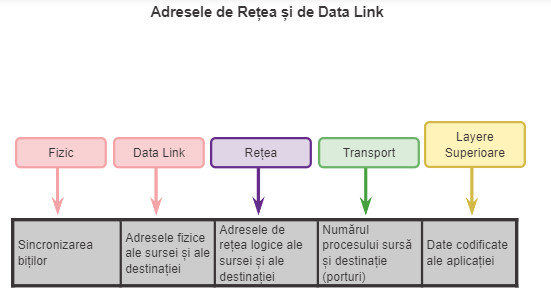 Adresele de Rețea și de Data Link
Fizic
Data Link
Rețea
Transport
Layere
Superioare
Sincronizarea
biților
Adresele fizice
ale sursei și ale
destinației
Adresele de
rețea logice ale
sursei și ale
destinației
Numărul
procesului sursă
și destinație
(porturi)
Date codificate
ale aplicației